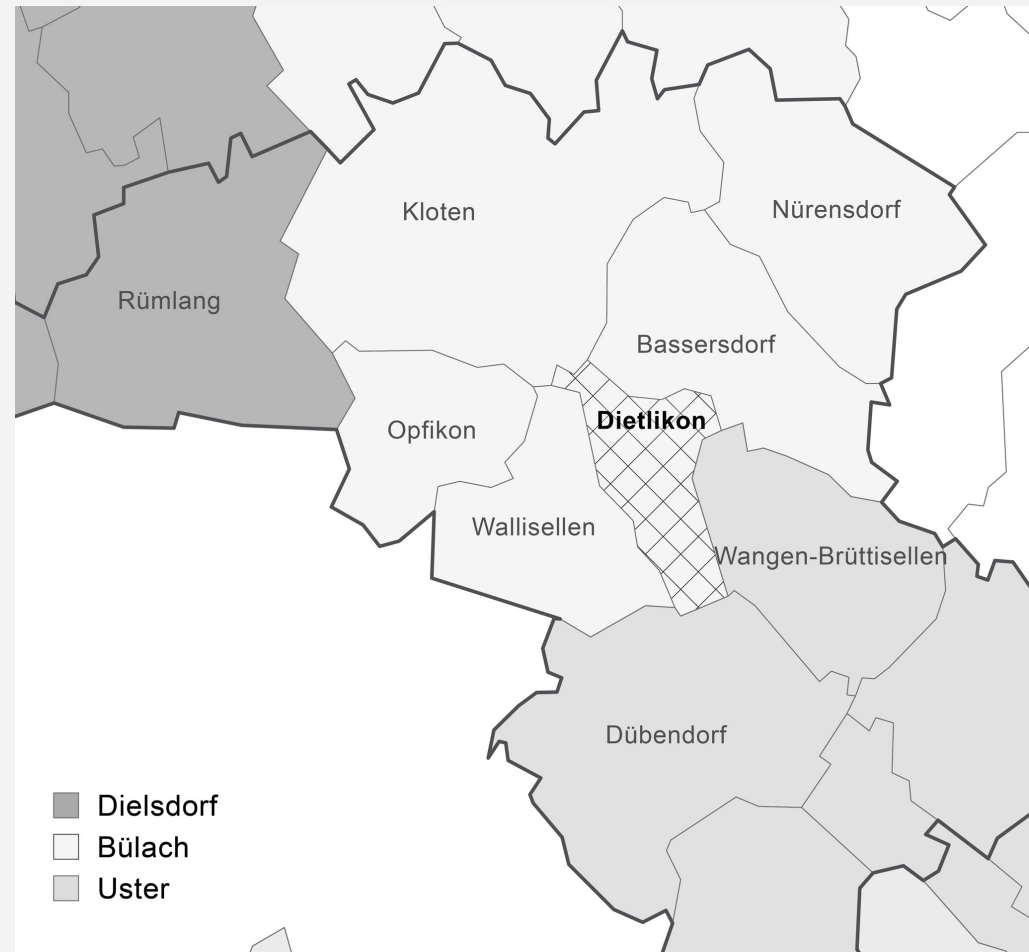 Kloten
Nürensdorf
Rümlang
Bassersdorf
Dietlikon
Opfikon
Wallisellen
Wangen-Brüttisellen
Dübendorf
Dielsdorf
Bülach
Uster